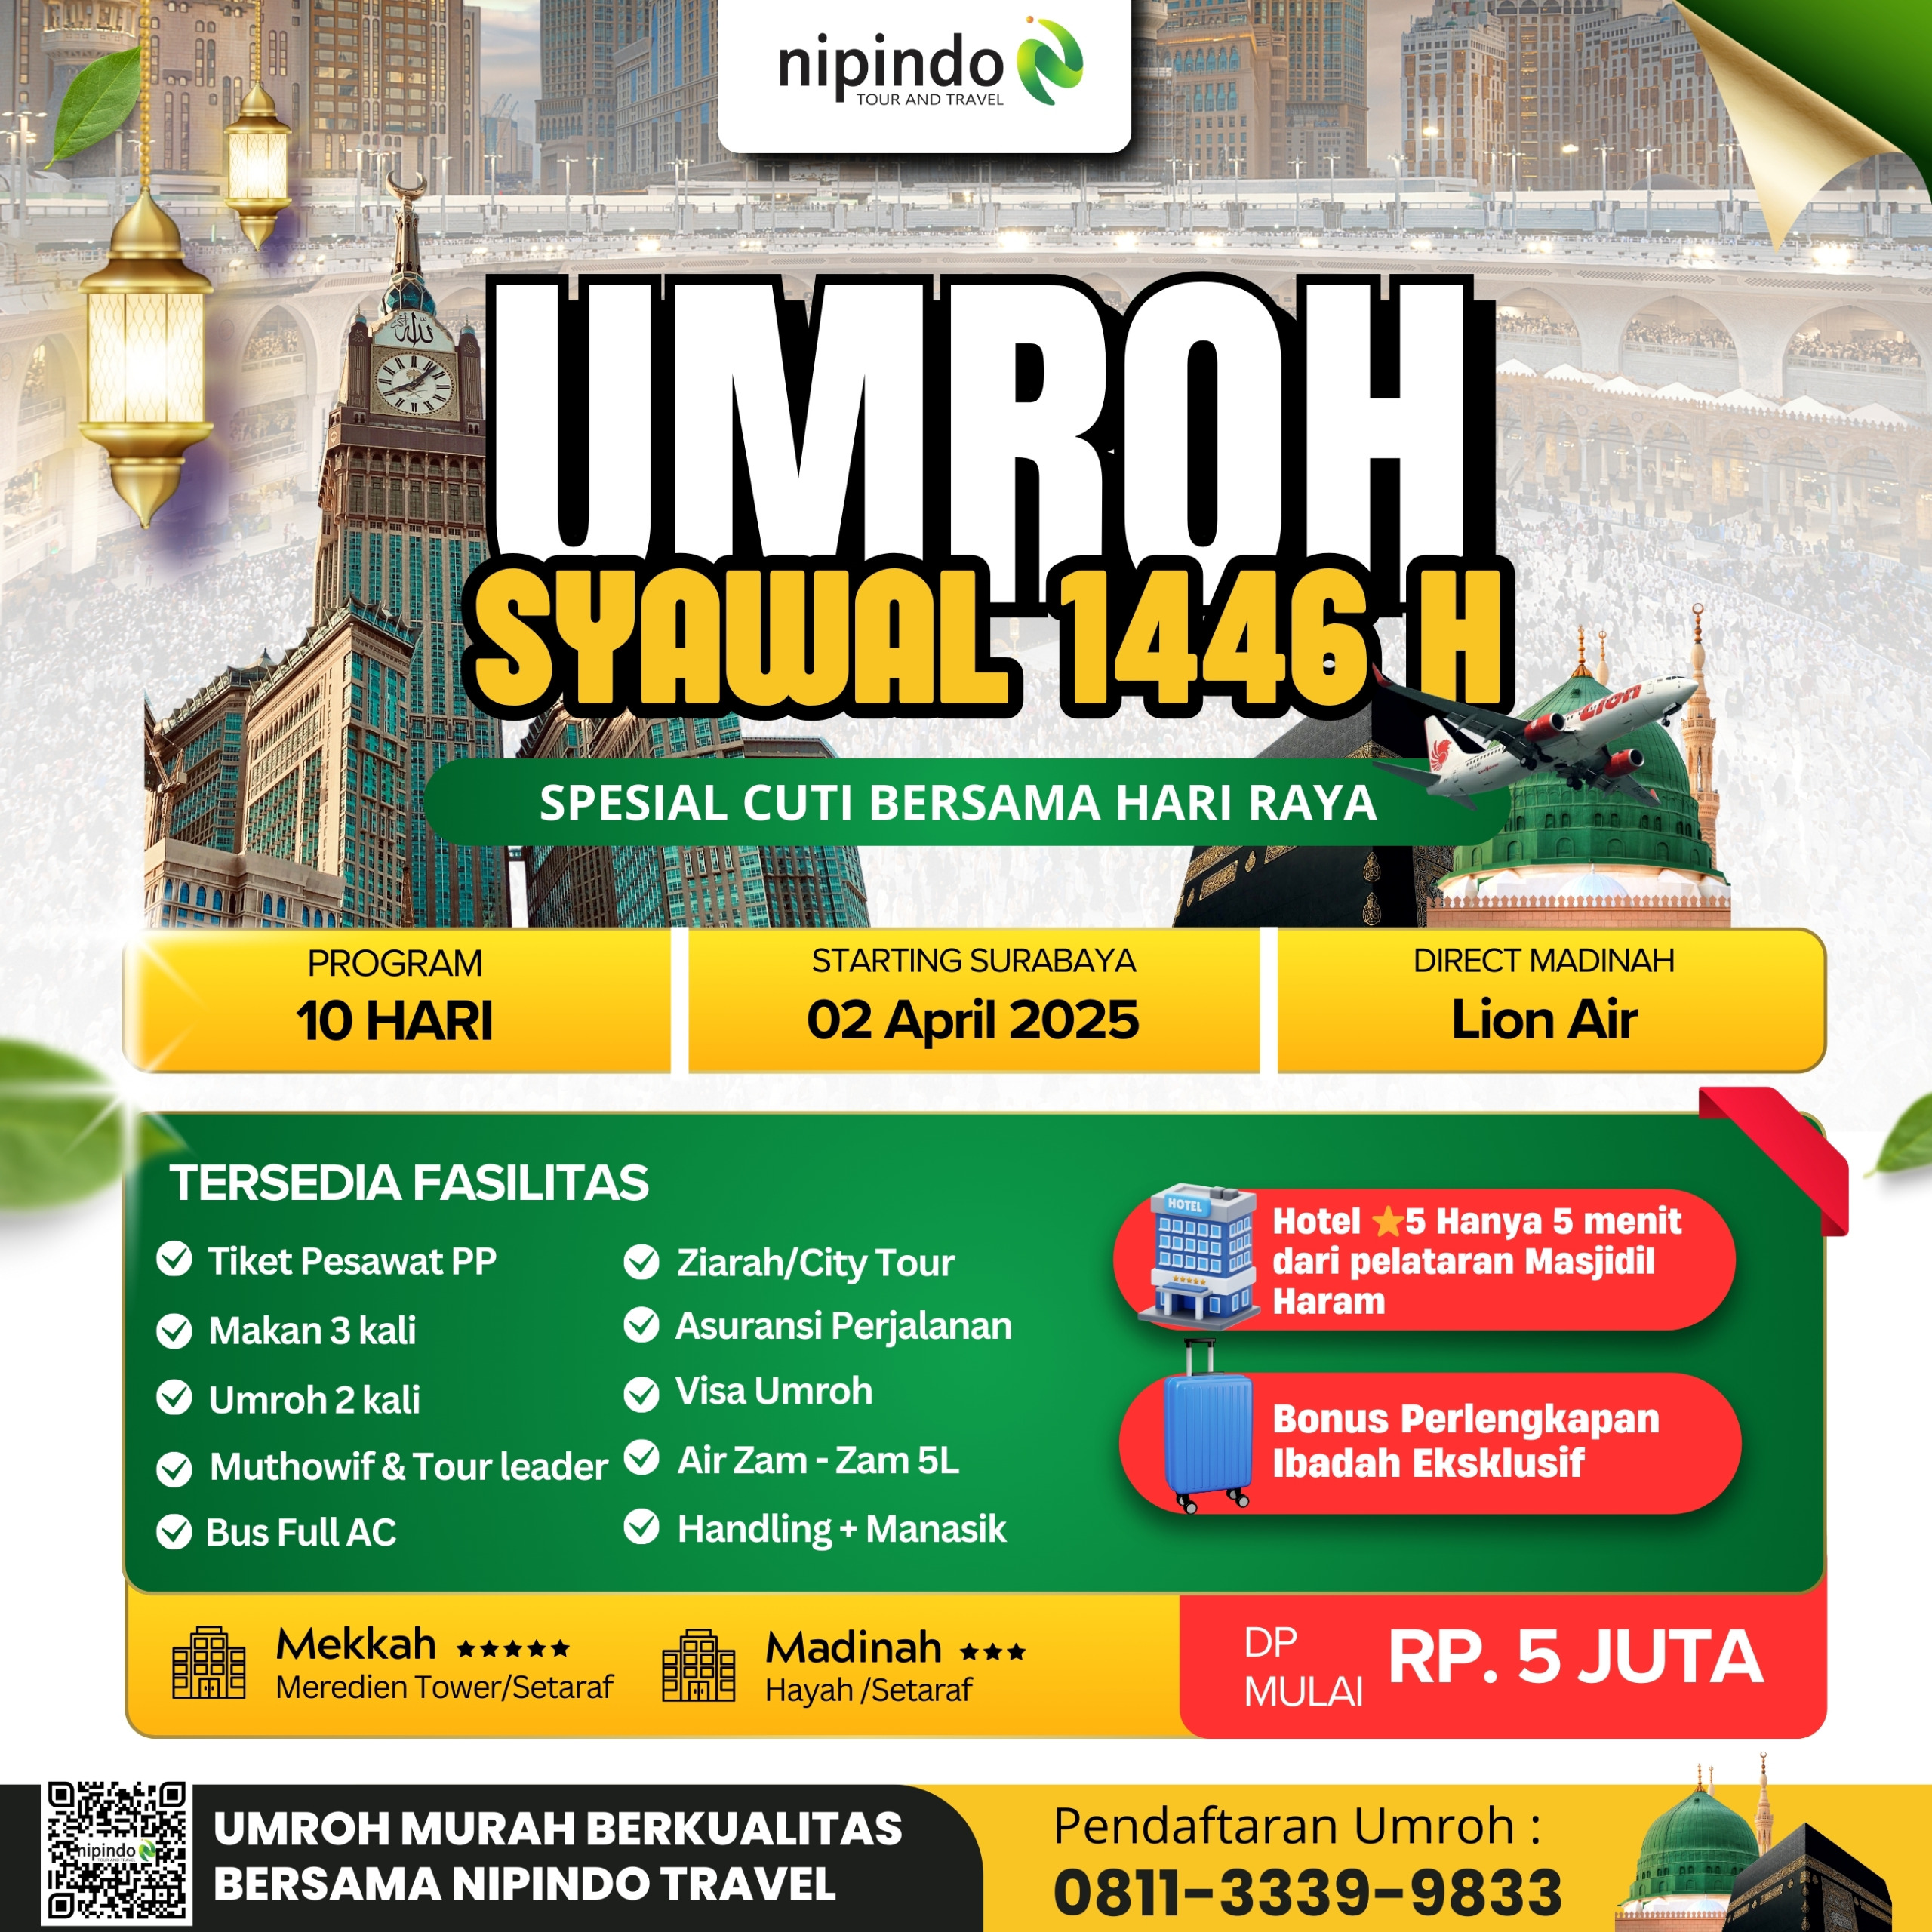 nipindo
TOUR AND TRAVEL
UMROH
SYAWAL 1446 H
Lion
SPESIAL CUTI BERSAMA HARI RAYA
PROGRAM
10 HARI
STARTING SURABAYA
02 April 2025
DIRECT MADINAH
Lion Air
TERSEDIA FASILITAS
Tiket Pesawat PP
Makan 3 kali
Umroh 2 kali
Muthowif & Tour leader
Bus Full AC
Ziarah/City Tour
Asuransi Perjalanan
Visa Umroh
Air Zam - Zam 5L
Handling + Manasik
HOTEL
Hotel ⭐5 Hanya 5 menit
dari pelataran Masjidil
Haram
Bonus Perlengkapan
Ibadah Eksklusif
Mekkah ★★★★★
Meredien Tower/Setaraf
Madinah ★★★
Hayah /Setaraf
DP
MULAI
RP. 5 JUTA
nipindo
TOUR AND TRAVEL
UMROH MURAH BERKUALITAS
BERSAMA NIPINDO TRAVEL
Pendaftaran Umroh :
0811-3339-9833